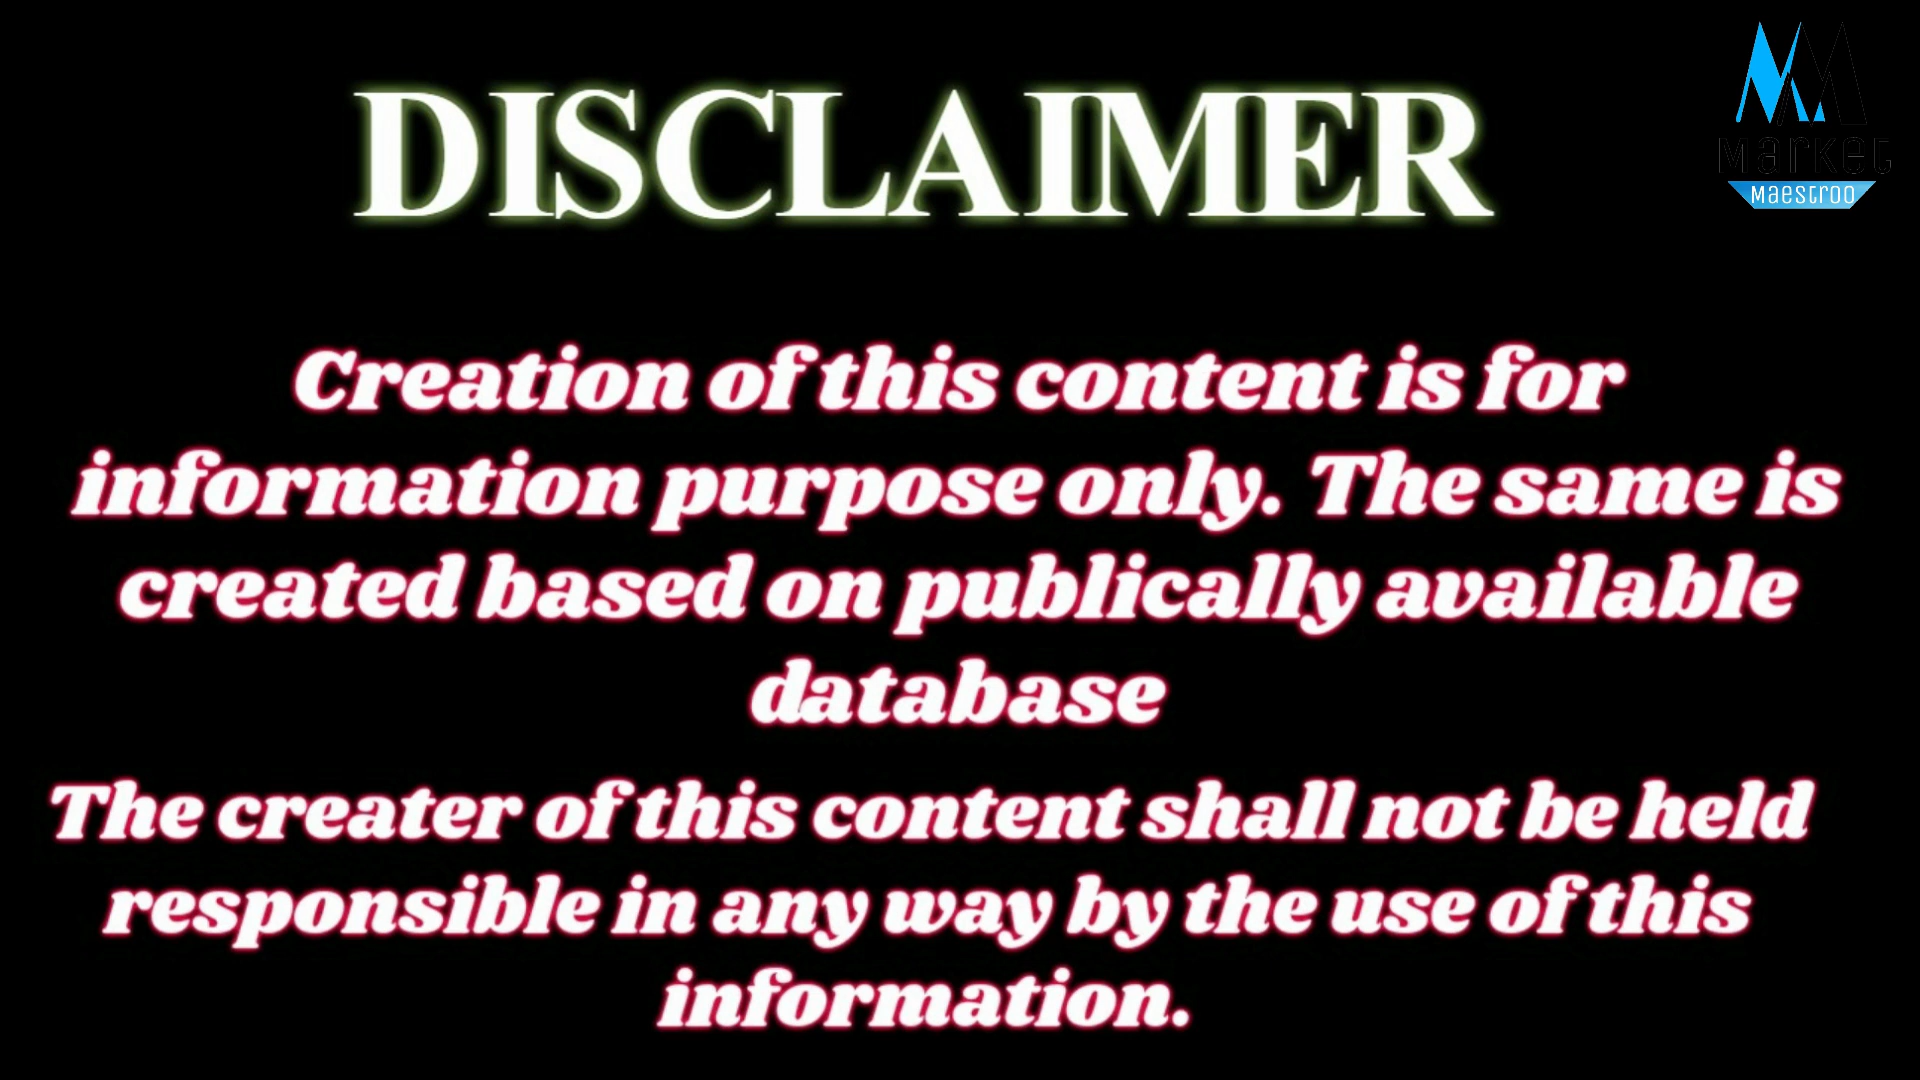 DISCLAIMER
Market
Maestroo
Creation of this content is for
information purpose only. The same is
created based on publically available
database
The creater of this content shall not be held
responsible in any way by the use of this
information.